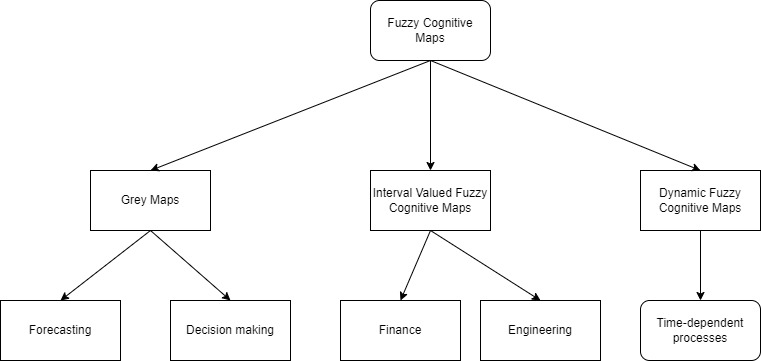 Fuzzy Cognitive
Maps
Grey Maps
Interval Valued Fuzzy
Cognitive Maps
Dynamic Fuzzy
Cognitive Maps
Forecasting
Decision making
Finance
Engineering
Time-dependent
processes